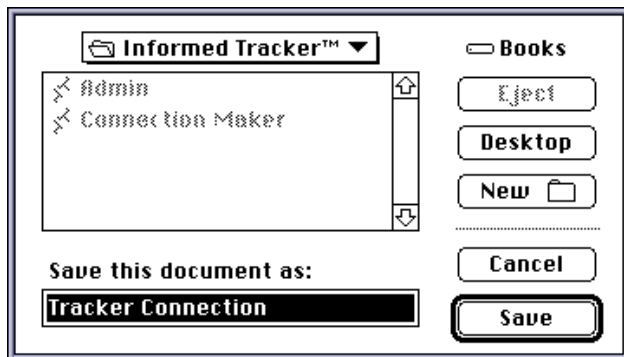 Informed Tracker™
Books
Admin
Connection Maker
Eject
Desktop
New
Save this document as:
Tracker Connection
Cancel
Save